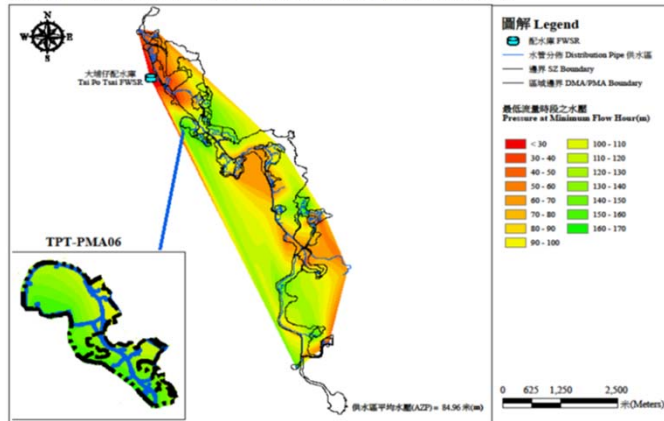 N
W
E
S
大埔仔配水庫
Tai Po Tsai FWSR
TPT-PMA06
供水區平均水壓(AZP) = 84.96 米(m)
圖解 Legend
配水庫 FWSR
水管分佈 Distribution Pipe 供水區
邊界 SZ Boundary
區域邊界 DMA/PMA Boundary
最低流量時段之水壓
Pressure at Minimum Flow Hour(m)
< 30
30 - 40
40 - 50
50 - 60
60 - 70
70 - 80
80 - 90
90 - 100
100 - 110
110 - 120
120 - 130
130 - 140
140 - 150
150 - 160
160 - 170
0 625 1,250 2,500
米(Meters)